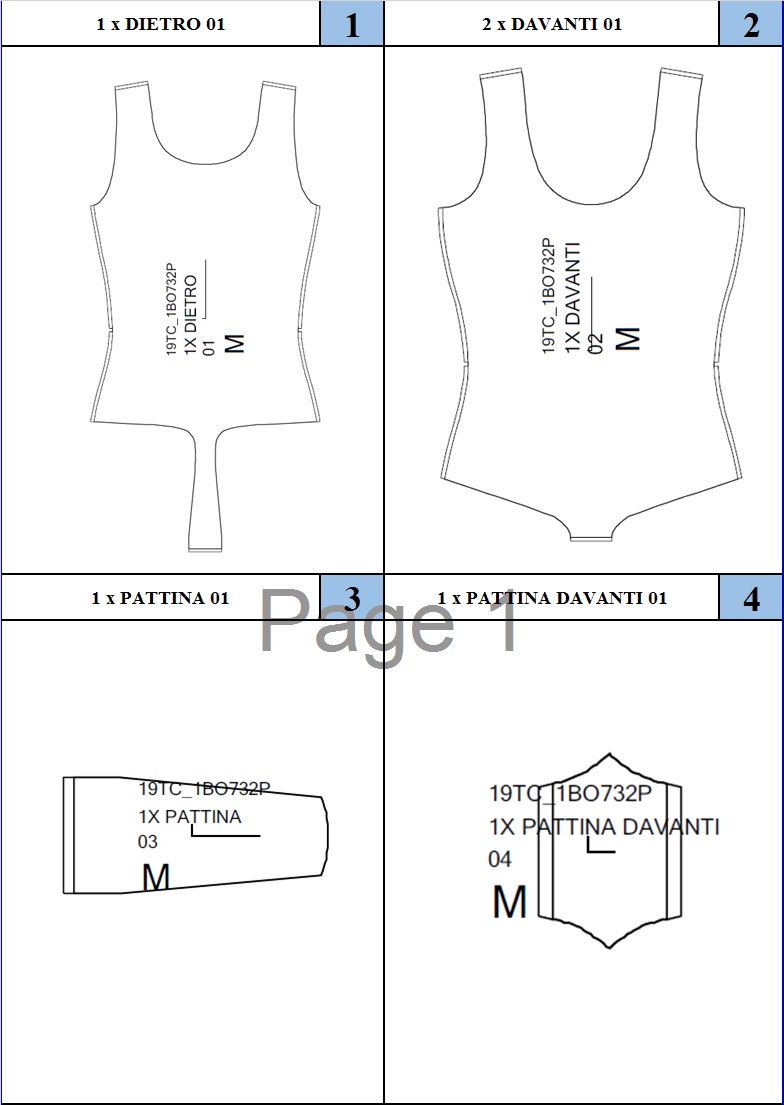 1 x DIETRO 01
1
2 x DAVANTI 01
2
19TC_1BO732P
1X DIETRO
01
M
19TC_1BO732P
1X DAVANTI
02
M
1 x PATTINA 01
3
1 x PATTINA DAVANTI 01
4
Page 1
19TC_1BO732P
1X PATTINA
03
M
19TC_1BO732P
1X PATTINA DAVANTI
04
M